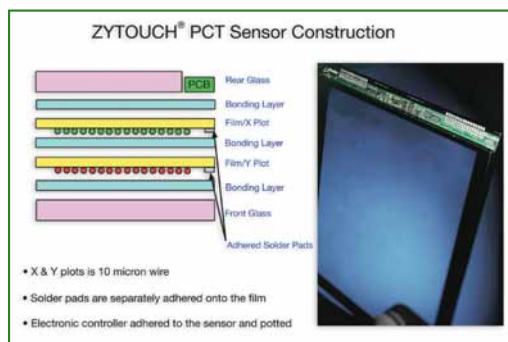 ZYTOUCH® PCT Sensor Construction
PCB
Rear Glass
Bonding Layer
Film/X Plot
Bonding Layer
Film/Y Plot
Bonding Layer
Front Glass
Adhered Solder Pads
• X & Y plots is 10 micron wire
• Solder pads are separately adhered onto the film
• Electronic controller adhered to the sensor and potted